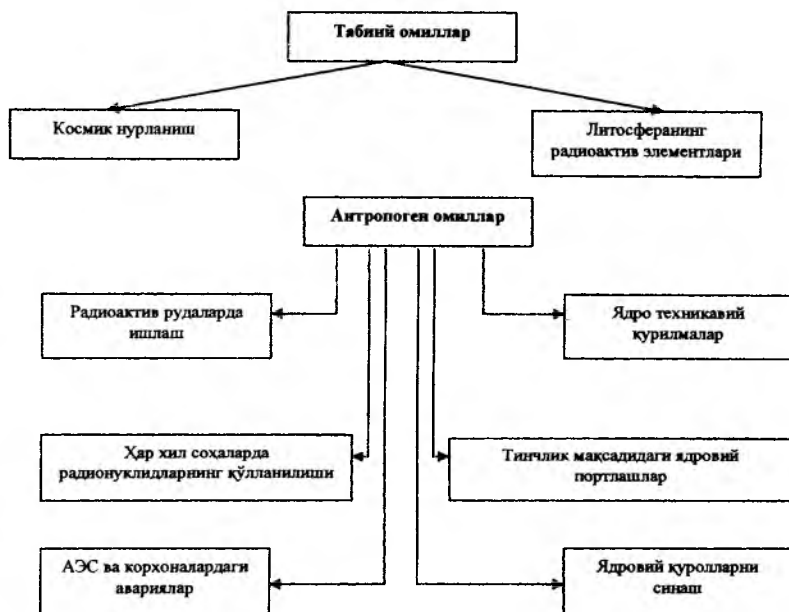 Табиий омиллар
Космик нурланиш
Литосферанинг
радиоактив элементлари
Антропоген омиллар
Радиоактив рудаларда
ишлаш
Ядро техникавий
қурилмалар
Ҳар хил соҳаларда
радионуклидларнинг қўлланилиши
Тинчлик мақсадидаги ядровий
портлашлар
АЭС ва корхоналардаги
авариялар
Ядровий қуролларни
синаш